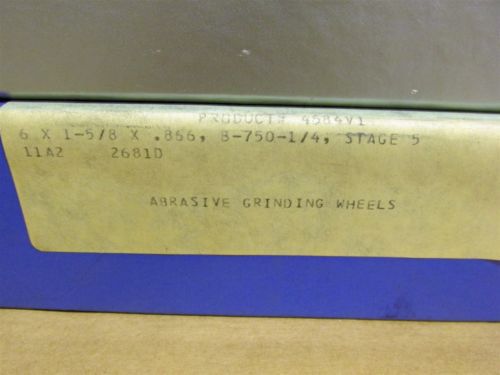 PRODUCT# 4584V1
6 X 1-5/8 X .866, B-750-1/4, STAGE 5
11A2 2681D
ABRASIVE GRINDING WHEELS